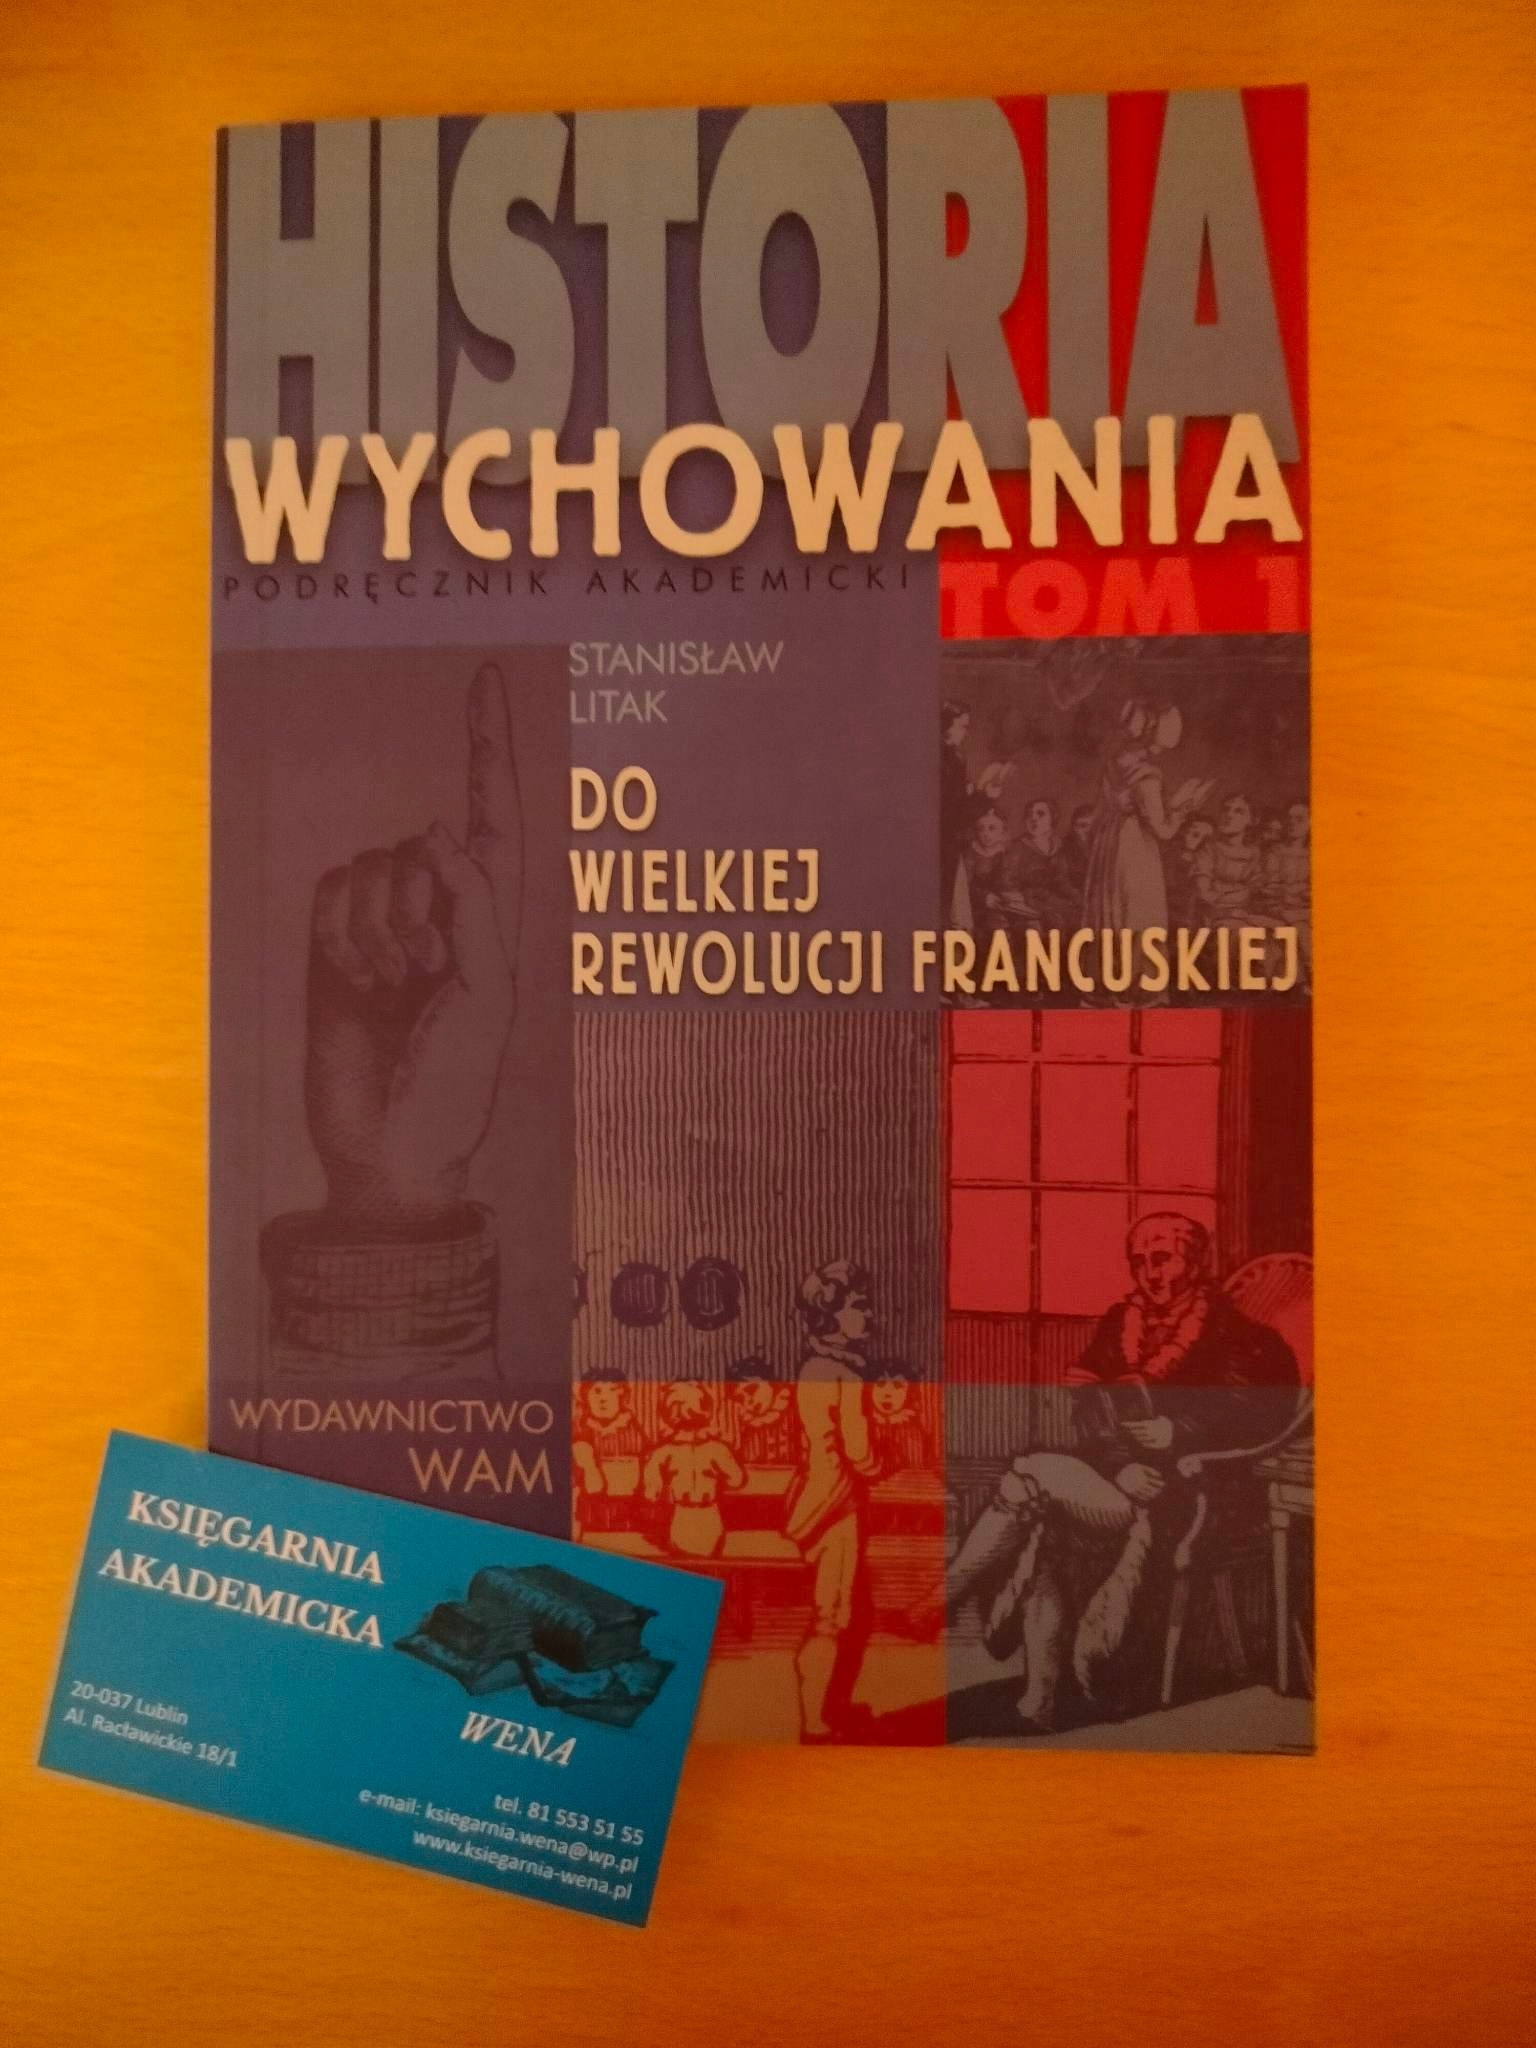 HISTORIA
WYCHOWANIA
PODRĘCZNIK AKADEMICKI
TOM 1
STANISŁAW
LITAK
DO
WIELKIEJ
REWOLUCJI FRANCUSKIEJ
WYDAWNICTWO
WAM
KSIĘGARNIA
AKADEMICKA
WENA
20-037 Lublin
Al. Racławickie 18/1
tel. 81 553 51 55
e-mail: ksiegarnia.wena@wp.pl
www.ksiegarnia-wena.pl